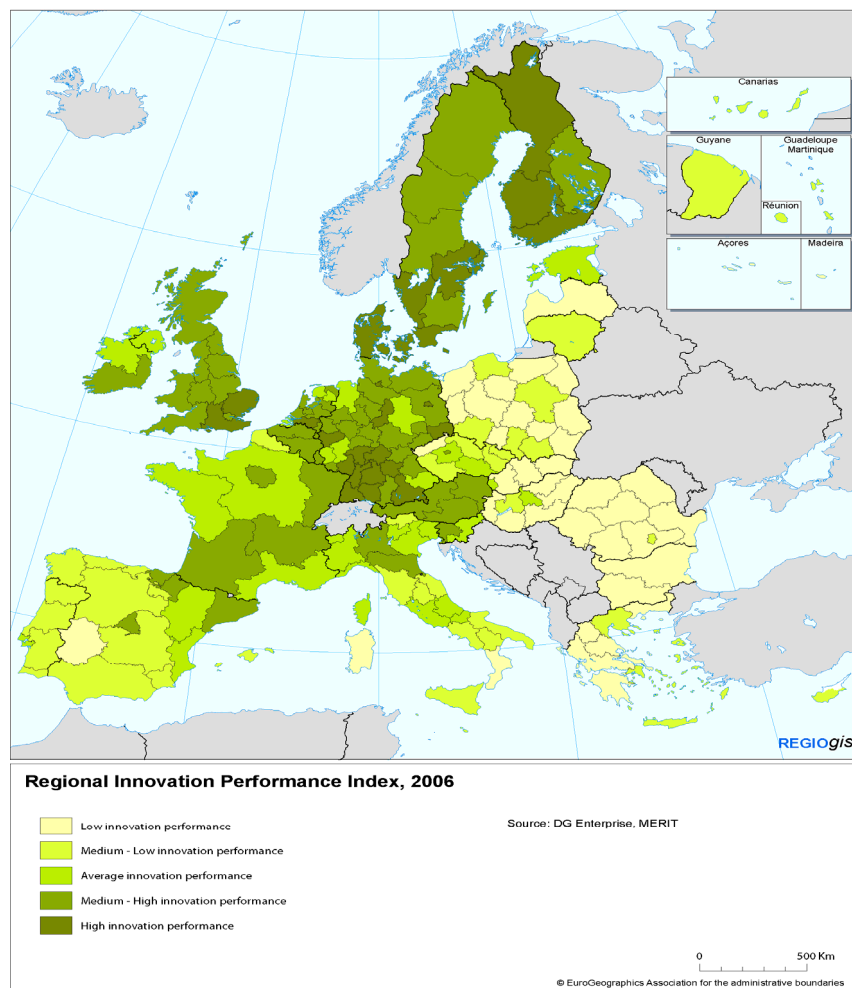 Canarias
Guyane
Guadeloupe
Martinique
Réunion
Açores
Madeira
REGIOgis
Regional Innovation Performance Index, 2006
Low innovation performance
Source: DG Enterprise, MERIT
Medium - Low innovation performance
Average innovation performance
Medium - High innovation performance
High innovation performance
0 500 Km
© EuroGeographics Association for the administrative boundaries